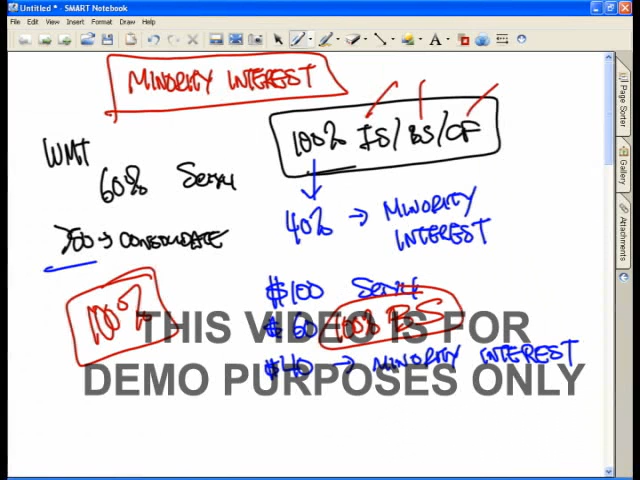 Untitled * - SMART Notebook
File Edit View Insert Format Draw Help
MINORITY INTEREST
100% IS/BS/CF
WMT
60% Seiyu
40% → MINORITY
INTEREST
>50 → CONSOLIDATE
100%
$100 Seiyu
$ 60 100% BS
$40 → MINORITY INTEREST
THIS VIDEO IS FOR
DEMO PURPOSES ONLY
Page Sorter
Gallery
Attachments